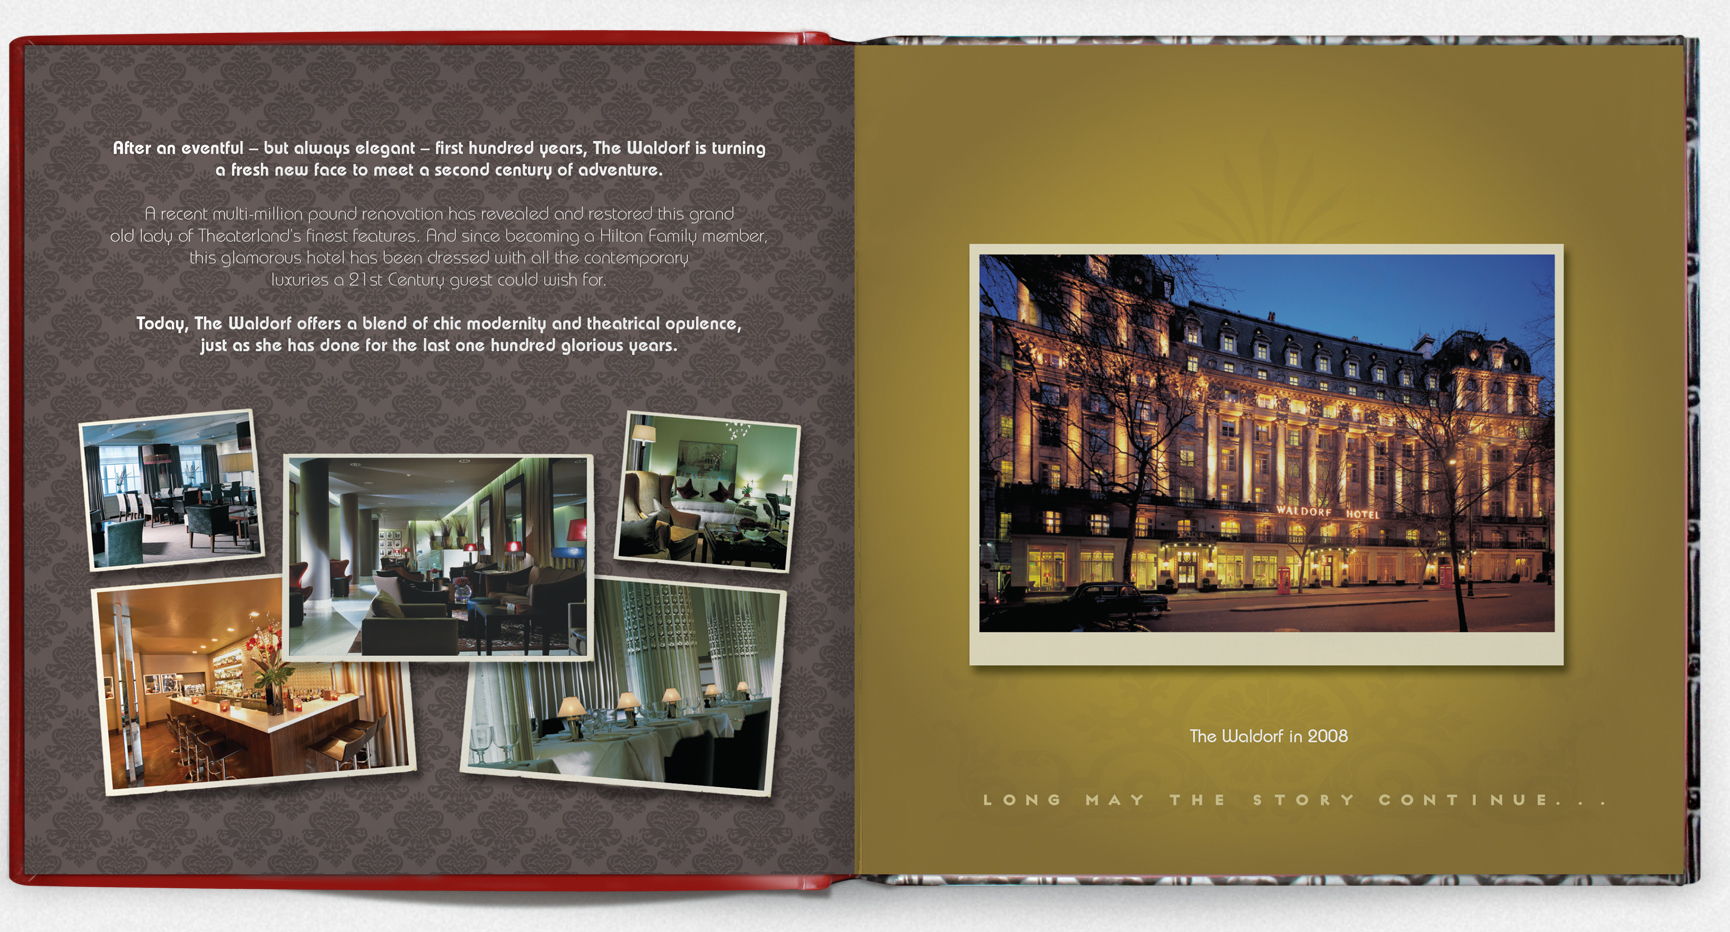 After an eventful – but always elegant – first hundred years, The Waldorf is turning
a fresh new face to meet a second century of adventure.
A recent multi-million pound renovation has revealed and restored this grand
old lady of Theaterland's finest features. And since becoming a Hilton Family member,
this glamorous hotel has been dressed with all the contemporary
luxuries a 21st Century guest could wish for.
Today, The Waldorf offers a blend of chic modernity and theatrical opulence,
just as she has done for the last one hundred glorious years.
WALDORF HOTEL
The Waldorf in 2008
LONG MAY THE STORY CONTINUE...